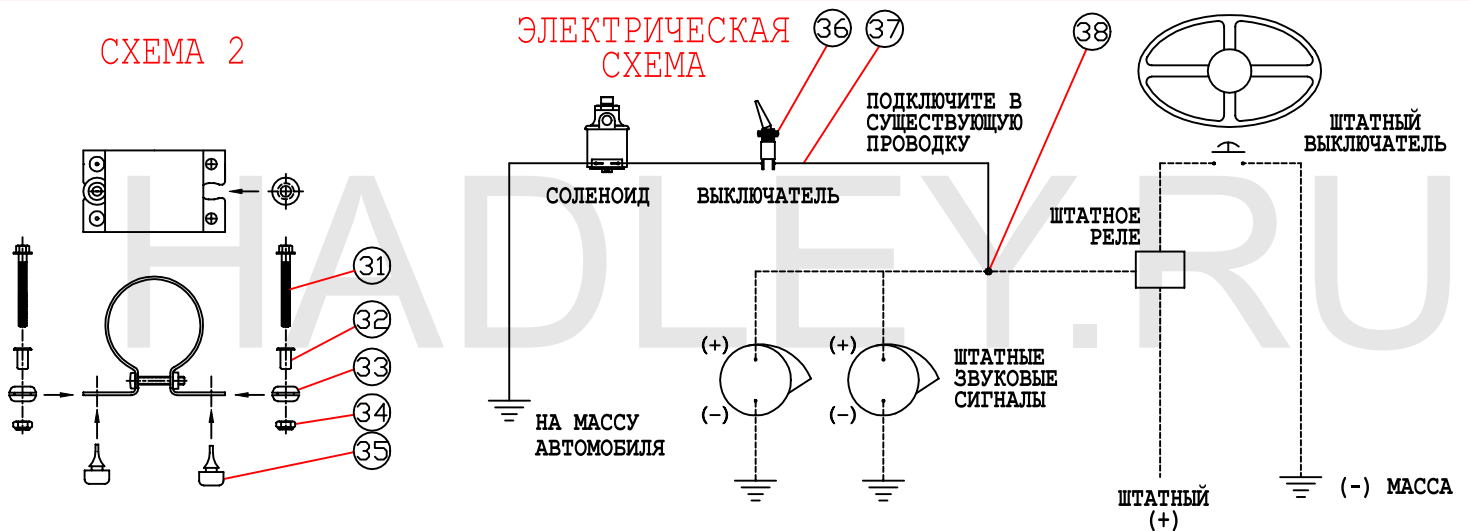 СХЕМА 2
ЭЛЕКТРИЧЕСКАЯ
СХЕМА
36
37
38
ПОДКЛЮЧИТЕ В
СУЩЕСТВУЮЩУЮ
ПРОВОДКУ
ШТАТНЫЙ
ВЫКЛЮЧАТЕЛЬ
СОЛЕНОИД
ВЫКЛЮЧАТЕЛЬ
ШТАТНОЕ
РЕЛЕ
HADLEY.RU
31
32
33
34
35
(+)
(+)
ШТАТНЫЕ
ЗВУКОВЫЕ
СИГНАЛЫ
(-)
(-)
НА МАССУ
АВТОМОБИЛЯ
ШТАТНЫЙ
(+)
(-) МАССА